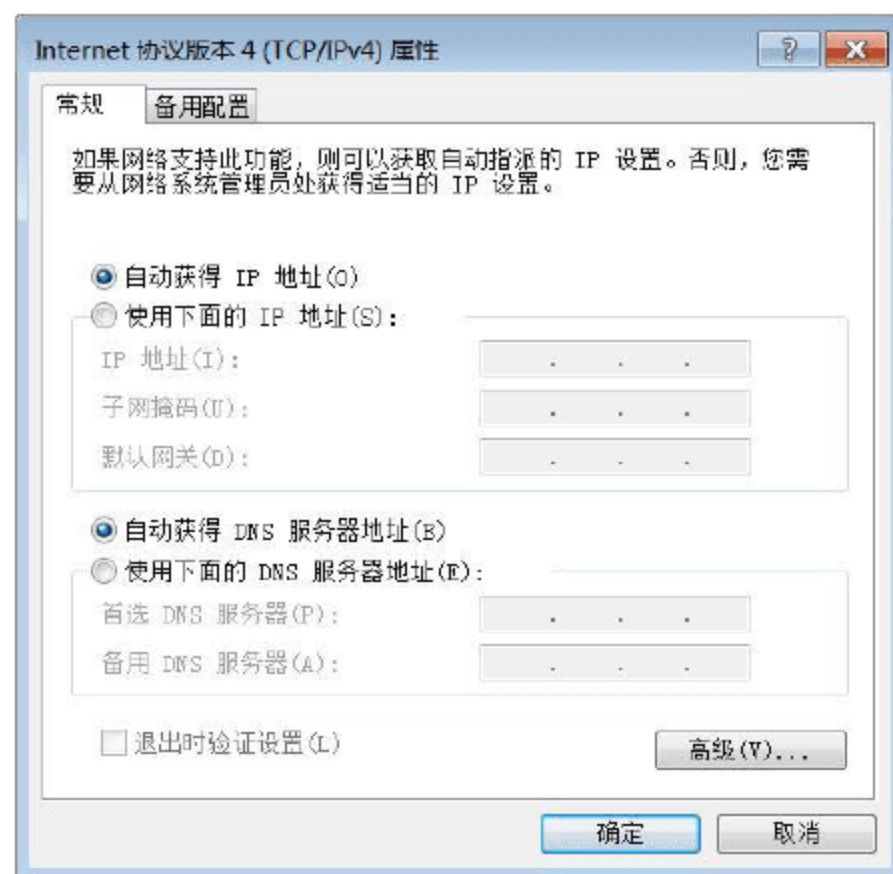 Internet 协议版本 4 (TCP/IPv4) 属性
常规
备用配置
如果网络支持此功能，则可以获取自动指派的 IP 设置。否则，您需
要从网络系统管理员处获得适当的 IP 设置。
自动获得 IP 地址(O)
使用下面的 IP 地址(S):
IP 地址(I):
子网掩码(U):
默认网关(D):
自动获得 DNS 服务器地址(B)
使用下面的 DNS 服务器地址(E):
首选 DNS 服务器(P):
备用 DNS 服务器(A):
退出时验证设置(L)
高级(V)...
确定
取消